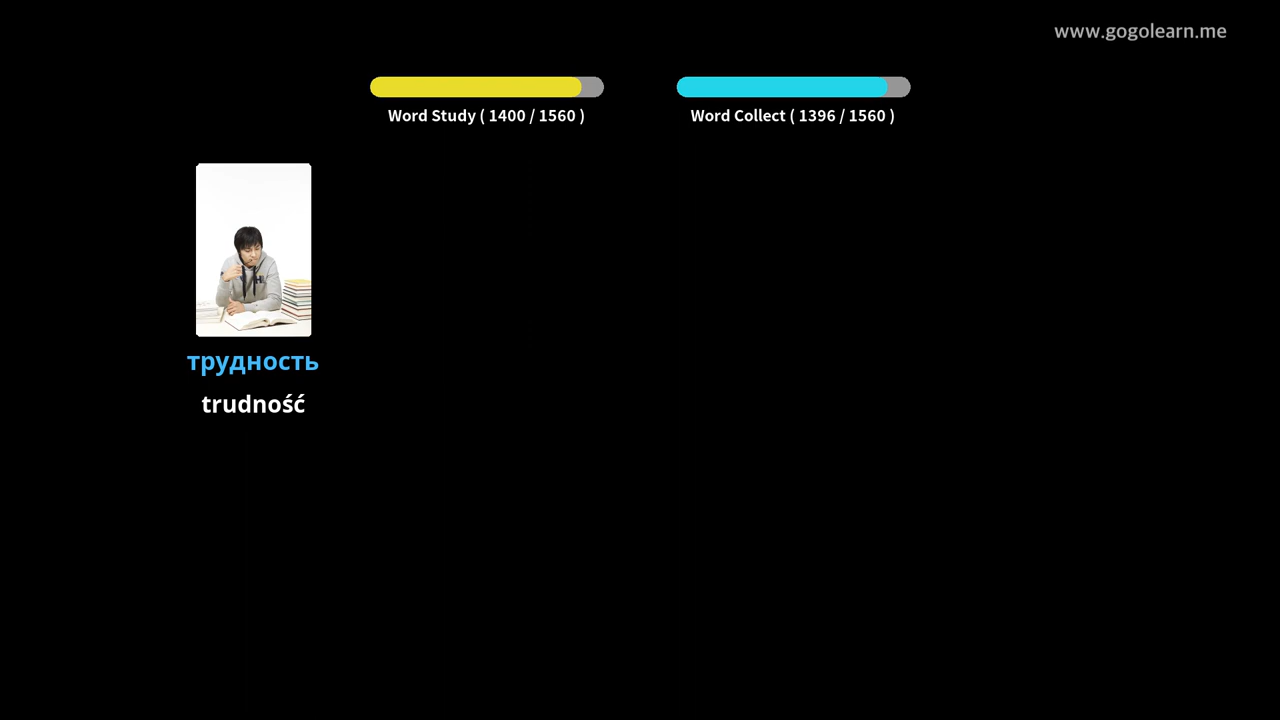 www.gogolearn.me
Word Study ( 1400 / 1560 )
Word Collect ( 1396 / 1560 )
трудность
trudność